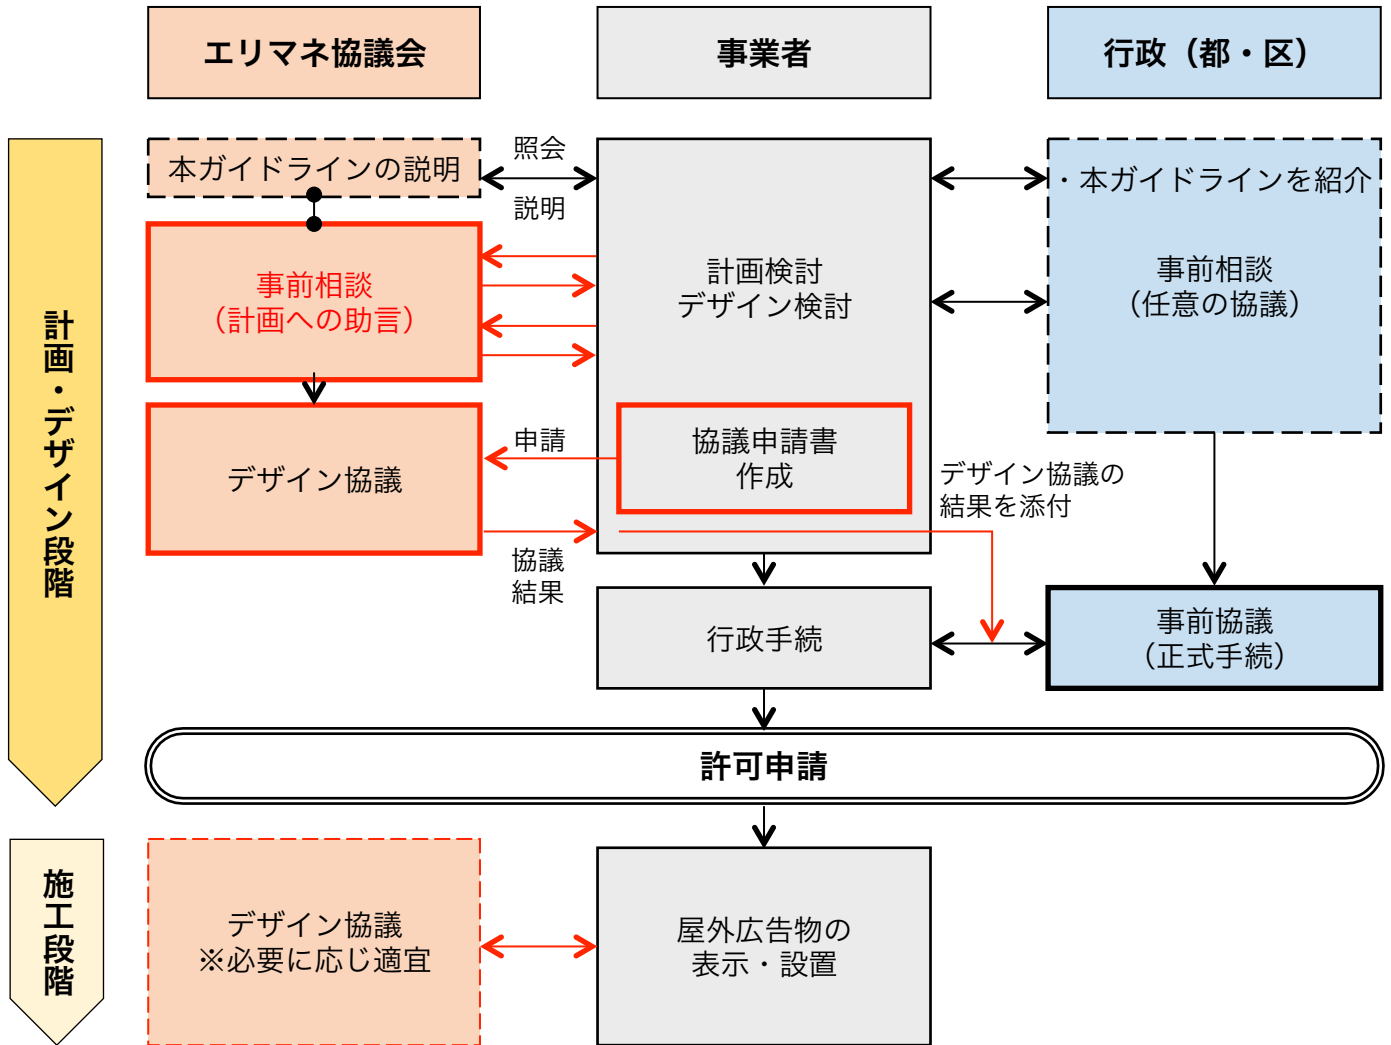 エリマネ協議会
事業者
行政（都・区）
計画・デザイン段階
本ガイドラインの説明
照会
説明
・本ガイドラインを紹介
事前相談
（計画への助言）
計画検討
デザイン検討
事前相談
（任意の協議）
デザイン協議
申請
協議申請書
作成
デザイン協議の
結果を添付
協議
結果
行政手続
事前協議
（正式手続）
許可申請
施工段階
デザイン協議
※必要に応じ適宜
屋外広告物の
表示・設置